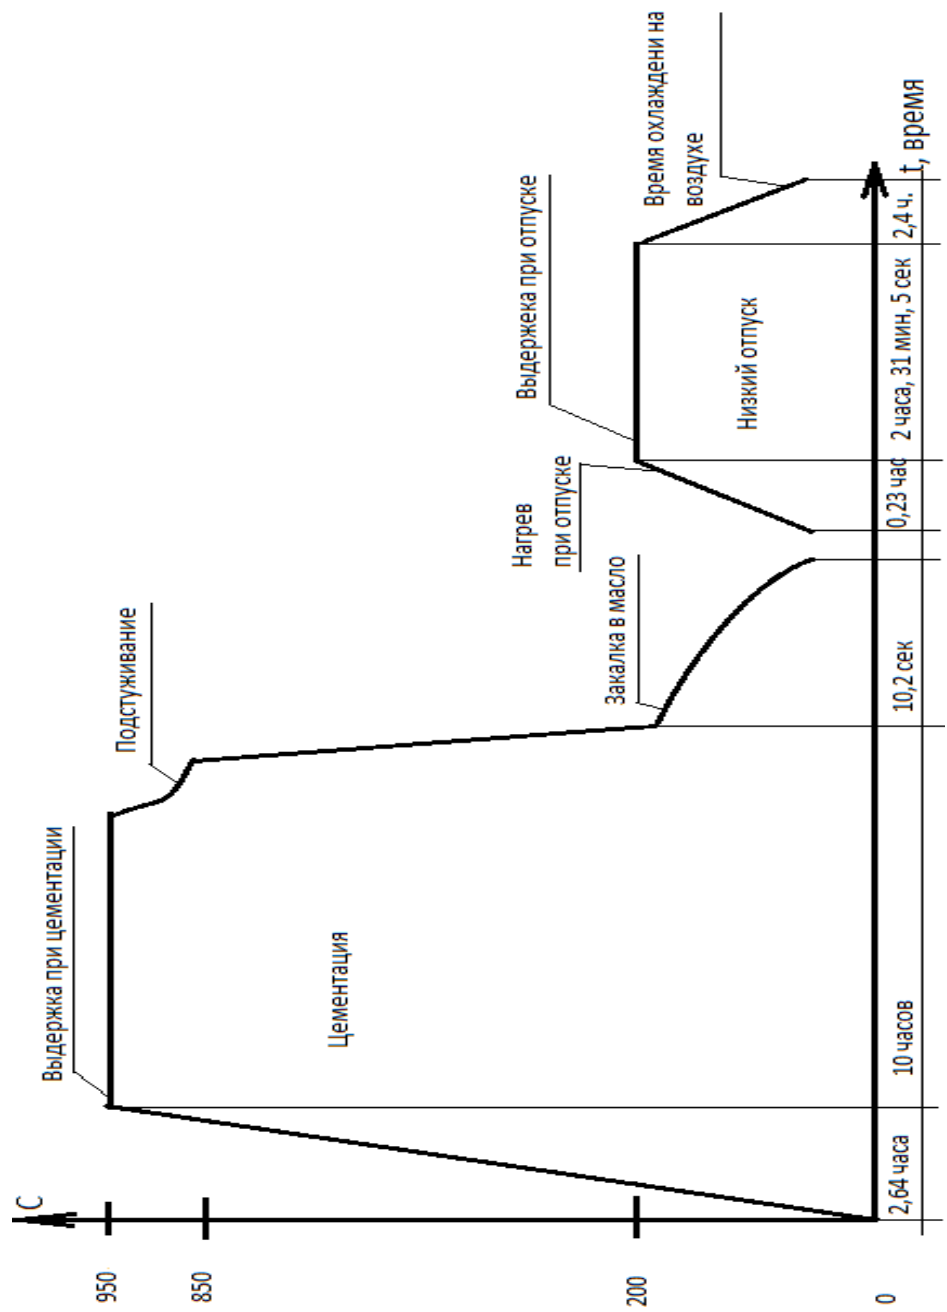 С
950
850
200
0
Выдержка при цементации
Подстуживание
Цементация
Закалка в масло
Нагрев
при отпуске
Выдержека при отпуске
Низкий отпуск
Время охлаждени на
воздухе
2,64 часа
10 часов
10,2 сек
0,23 час
2 часа, 31 мин, 5 сек
2,4 ч.
t, время